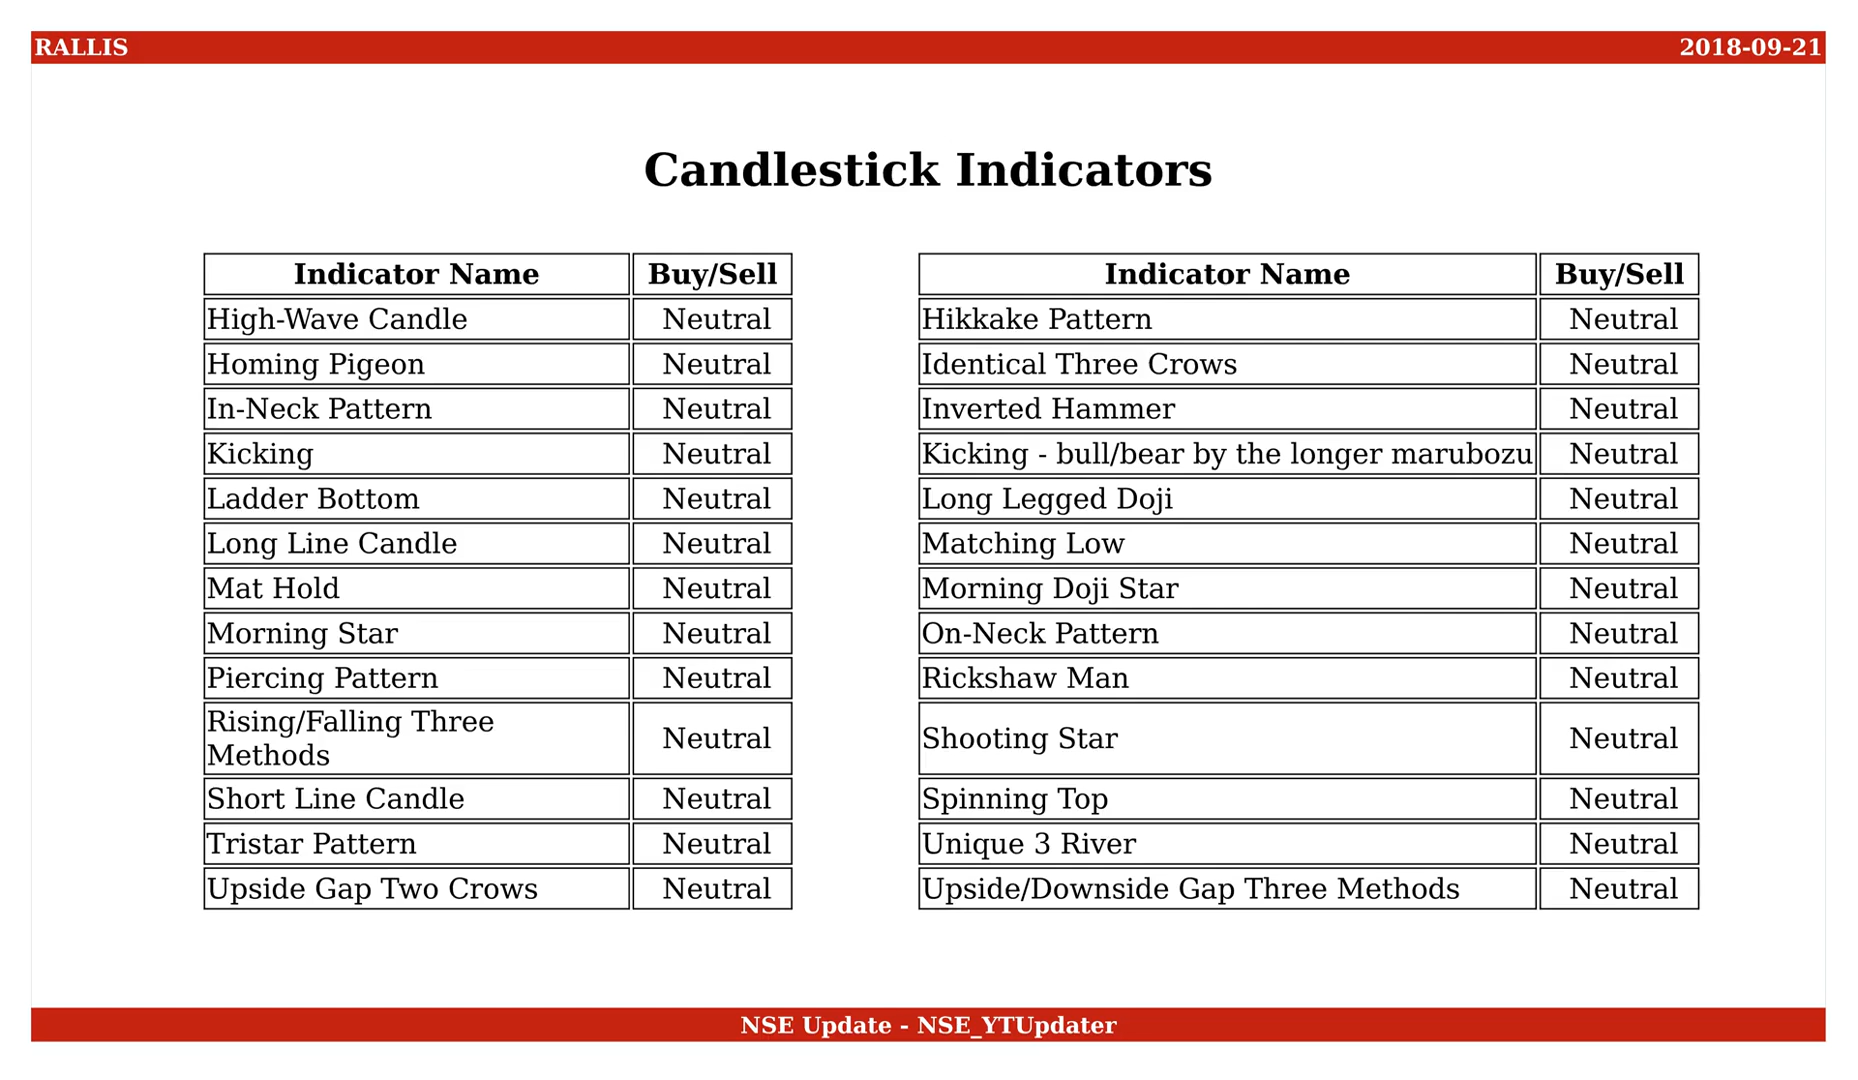 RALLIS 2018-09-21
Candlestick Indicators
Indicator Name Buy/Sell Indicator Name Buy/Sell
High-Wave Candle Neutral Hikkake Pattern Neutral
Homing Pigeon Neutral Identical Three Crows Neutral
In-Neck Pattern Neutral Inverted Hammer Neutral
Kicking Neutral Kicking - bull/bear by the longer marubozu Neutral
Ladder Bottom Neutral Long Legged Doji Neutral
Long Line Candle Neutral Matching Low Neutral
Mat Hold Neutral Morning Doji Star Neutral
Morning Star Neutral On-Neck Pattern Neutral
Piercing Pattern Neutral Rickshaw Man Neutral
Rising/Falling Three
Methods Neutral Shooting Star Neutral
Short Line Candle Neutral Spinning Top Neutral
Tristar Pattern Neutral Unique 3 River Neutral
Upside Gap Two Crows Neutral Upside/Downside Gap Three Methods Neutral
NSE Update - NSE_YTUpdater